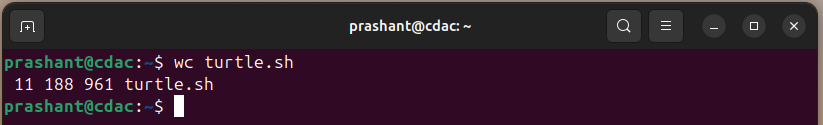 prashant@cdac: ~
prashant@cdac:~$ wc turtle.sh
 11 188 961 turtle.sh
prashant@cdac:~$